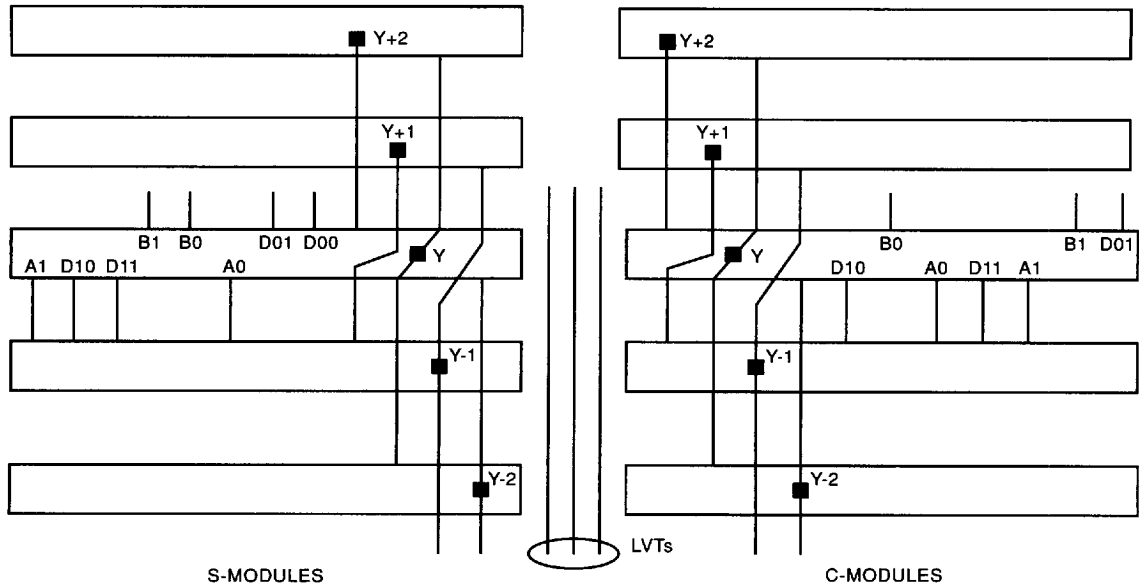 Y+2
Y+2
Y+1
Y+1
B1 B0 D01 D00
B0 B1 D01
Y
Y
A1 D10 D11 A0
D10 A0 D11 A1
Y-1
Y-1
Y-2
Y-2
LVTs
S-MODULES
C-MODULES